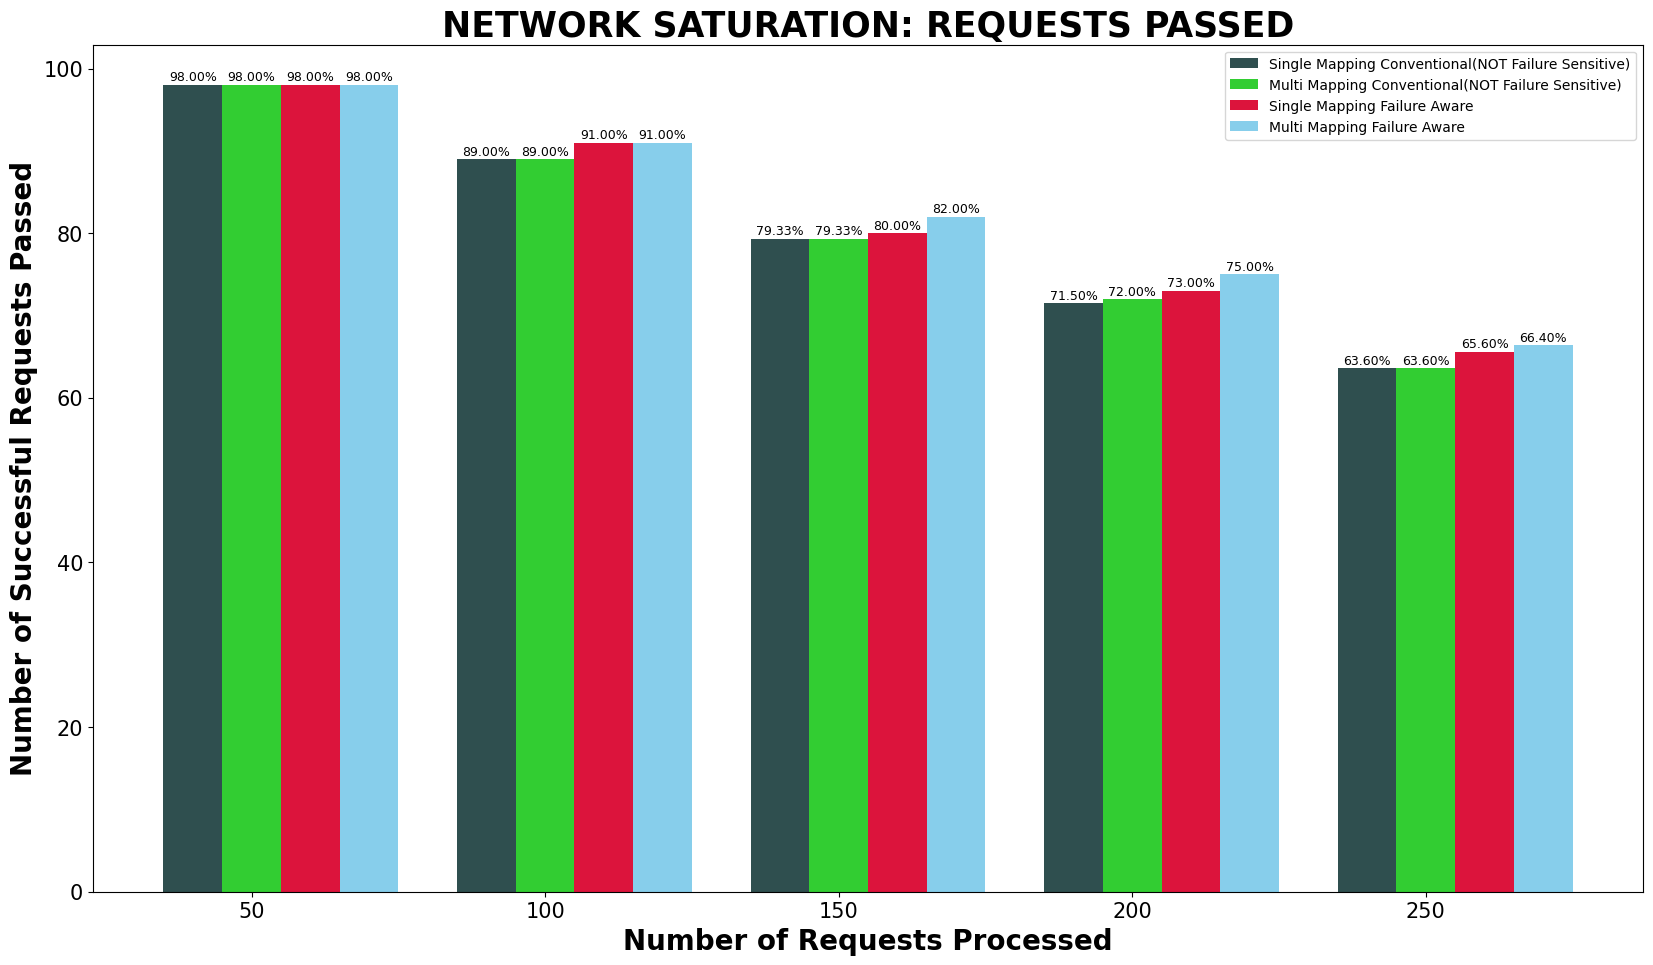 NETWORK SATURATION: REQUESTS PASSED
Single Mapping Conventional(NOT Failure Sensitive)
Multi Mapping Conventional(NOT Failure Sensitive)
Single Mapping Failure Aware
Multi Mapping Failure Aware
Number of Successful Requests Passed
100
80
60
40
20
0
98.00% 98.00% 98.00% 98.00%
89.00% 89.00% 91.00% 91.00%
79.33% 79.33% 80.00% 82.00%
71.50% 72.00% 73.00% 75.00%
63.60% 63.60% 65.60% 66.40%
50 100 150 200 250
Number of Requests Processed